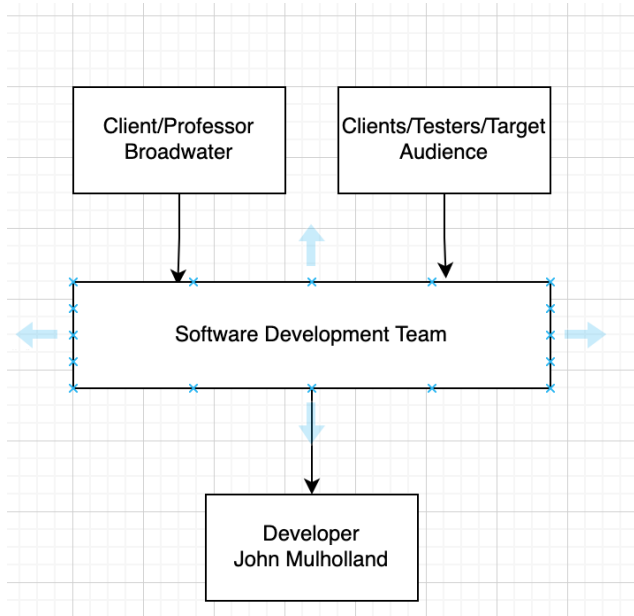 Client/Professor
Broadwater
Clients/Testers/Target
Audience
Software Development Team
Developer
John Mulholland